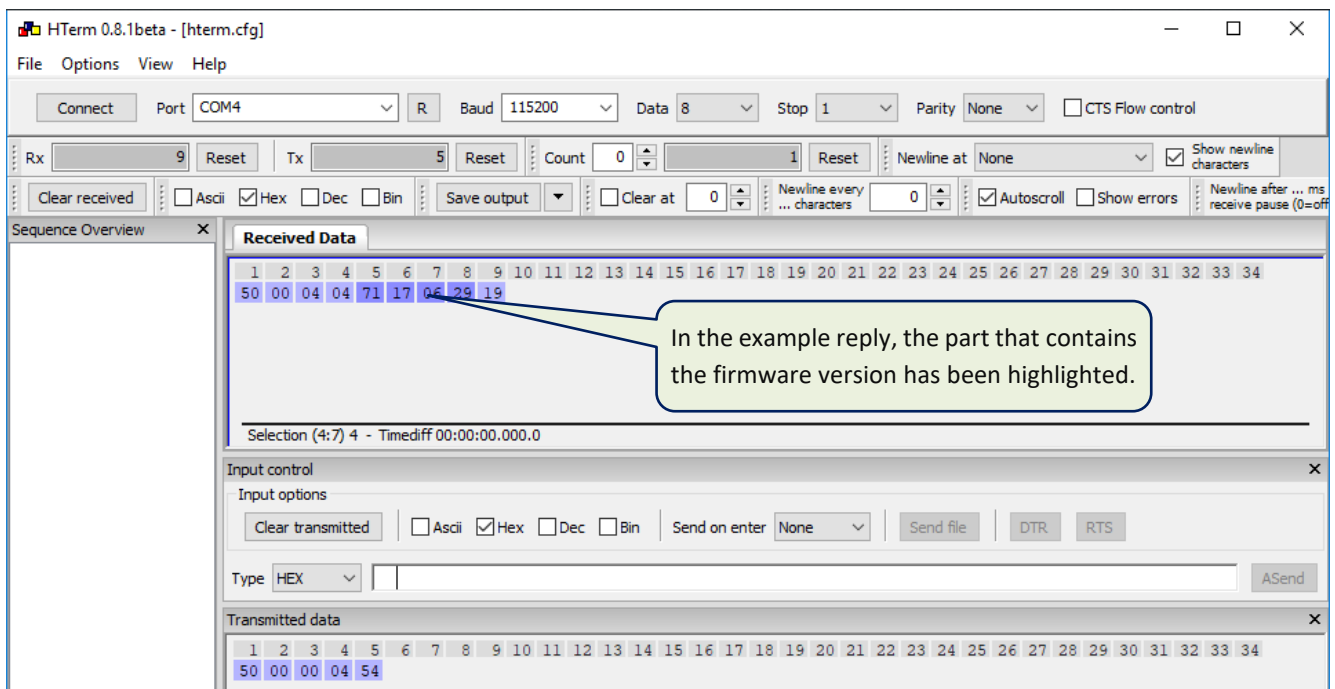 HTerm 0.8.1beta - [hterm.cfg]
File Options View Help
Connect Port COM4 R Baud 115200 Data 8 Stop 1 Parity None CTS Flow control
Rx 9 Reset Tx 5 Reset Count 0 1 Reset Newline at None Show newline characters
Clear received Ascii Hex Dec Bin Save output Clear at 0 Newline every ... characters 0 Autoscroll Show errors Newline after ... ms receive pause (0=off
Sequence Overview X Received Data
1 2 3 4 5 6 7 8 9 10 11 12 13 14 15 16 17 18 19 20 21 22 23 24 25 26 27 28 29 30 31 32 33 34
50 00 04 04 71 17 06 29 19
In the example reply, the part that contains
the firmware version has been highlighted.
Selection (4:7) 4 - Timediff 00:00:00.000.0
Input control
Input options
Clear transmitted Ascii Hex Dec Bin Send on enter None Send file DTR RTS
Type HEX ASend
Transmitted data
1 2 3 4 5 6 7 8 9 10 11 12 13 14 15 16 17 18 19 20 21 22 23 24 25 26 27 28 29 30 31 32 33 34
50 00 00 04 54